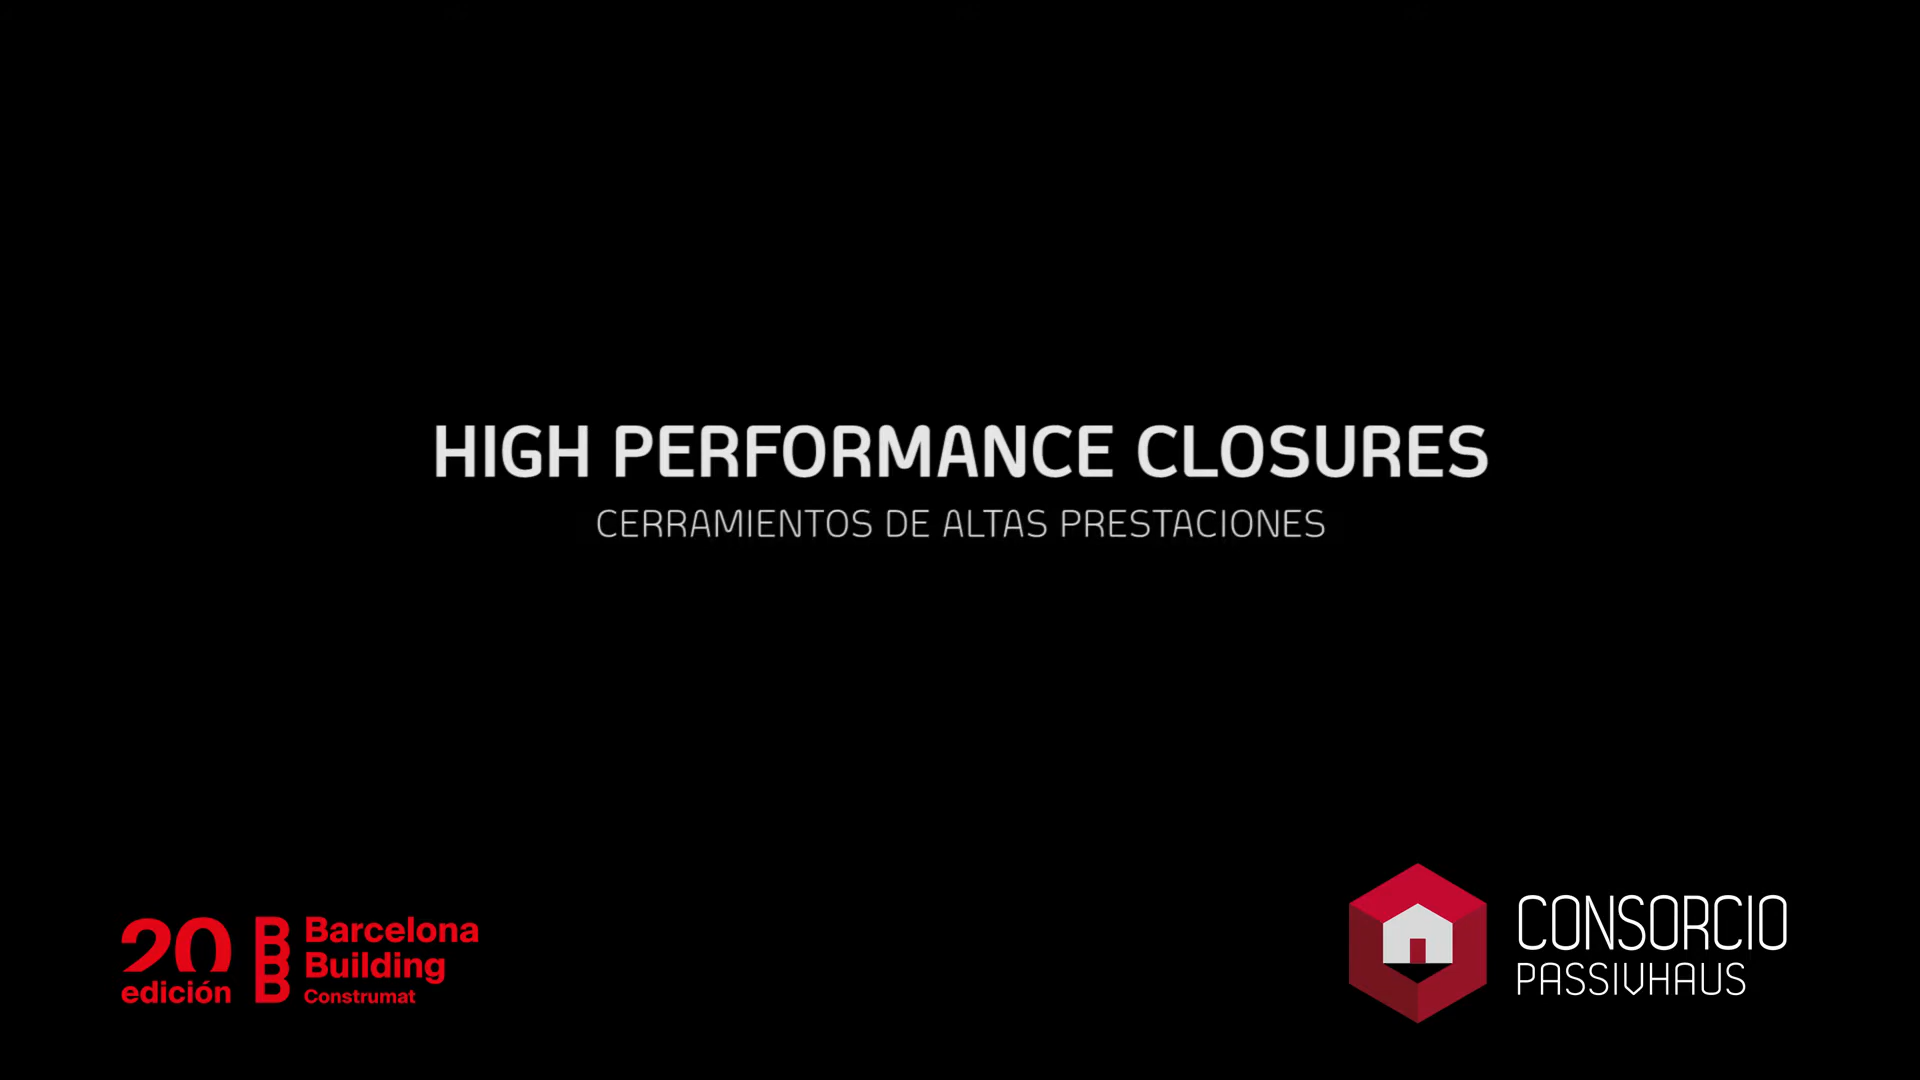 HIGH PERFORMANCE CLOSURES
CERRAMIENTOS DE ALTAS PRESTACIONES
20
edición
Barcelona
Building
Construmat
CONSORCIO
PASSIVHAUS